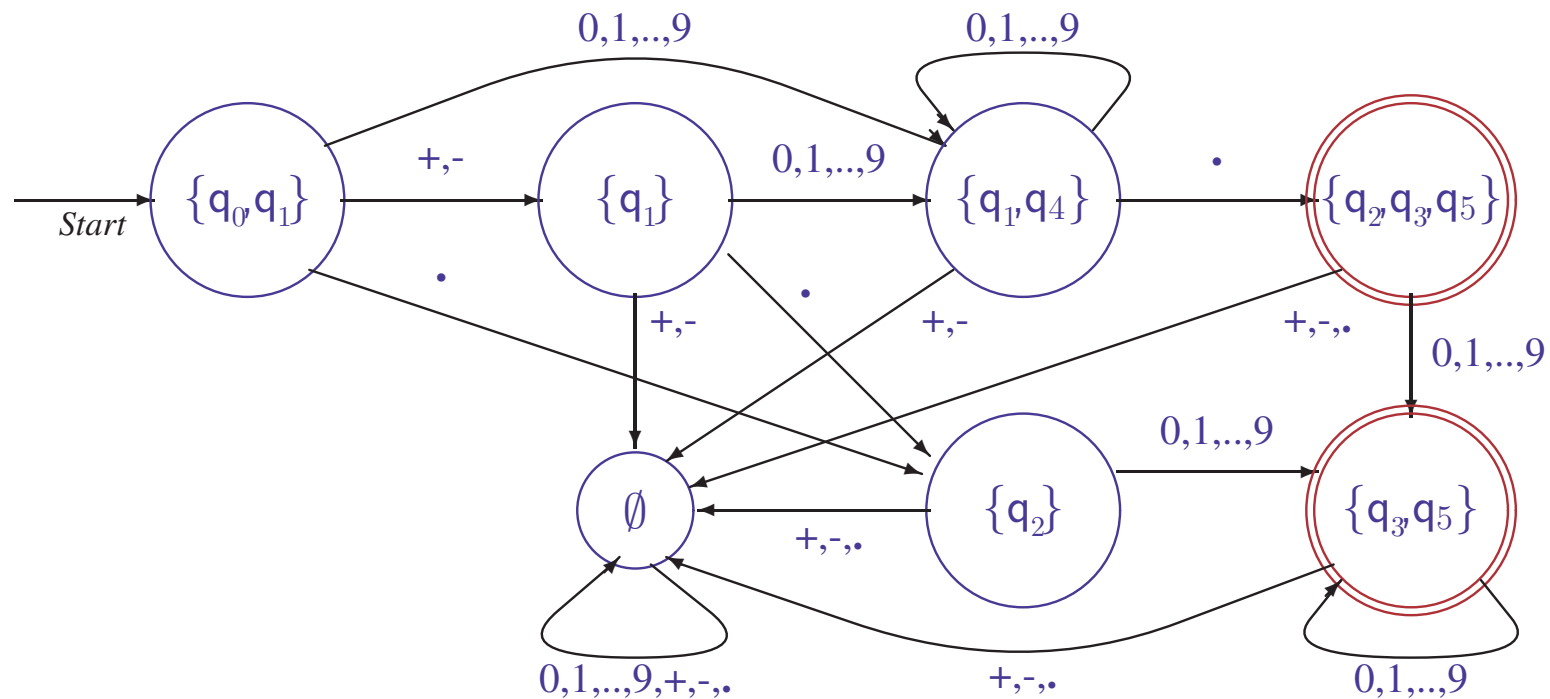 0,1,..,9
0,1,..,9
+,-
0,1,..,9
.
{q0,q1}
{q1}
{q1,q4}
{q2,q3,q5}
Start
.
.
+,-
+,-
+,-,.
0,1,..,9
0,1,..,9
∅
{q2}
{q3,q5}
+,-,.
0,1,..,9,+,-,.
+,-,.
0,1,..,9